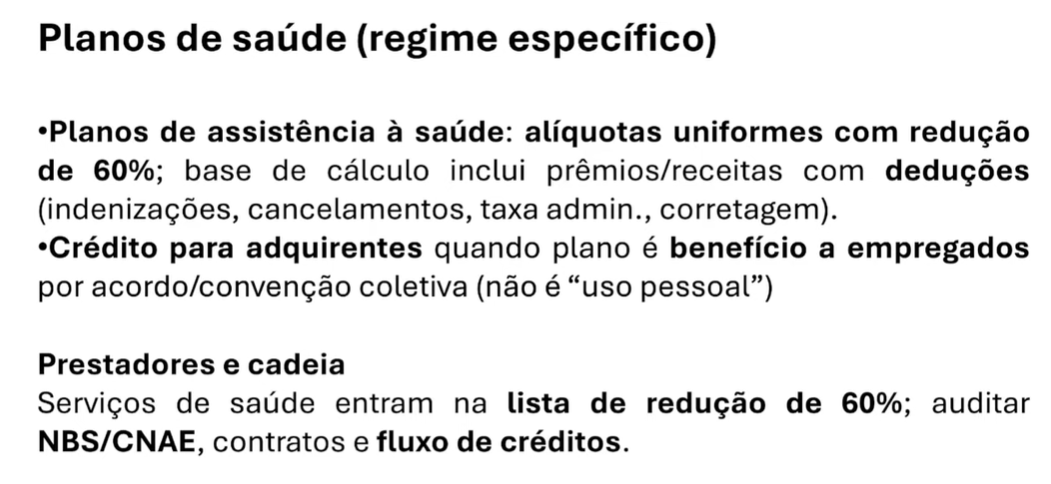 Planos de saúde (regime específico)
•Planos de assistência à saúde: alíquotas uniformes com redução
de 60%; base de cálculo inclui prêmios/receitas com deduções
(indenizações, cancelamentos, taxa admin., corretagem).
•Crédito para adquirentes quando plano é benefício a empregados
por acordo/convenção coletiva (não é “uso pessoal”)
Prestadores e cadeia
Serviços de saúde entram na lista de redução de 60%; auditar
NBS/CNAE, contratos e fluxo de créditos.